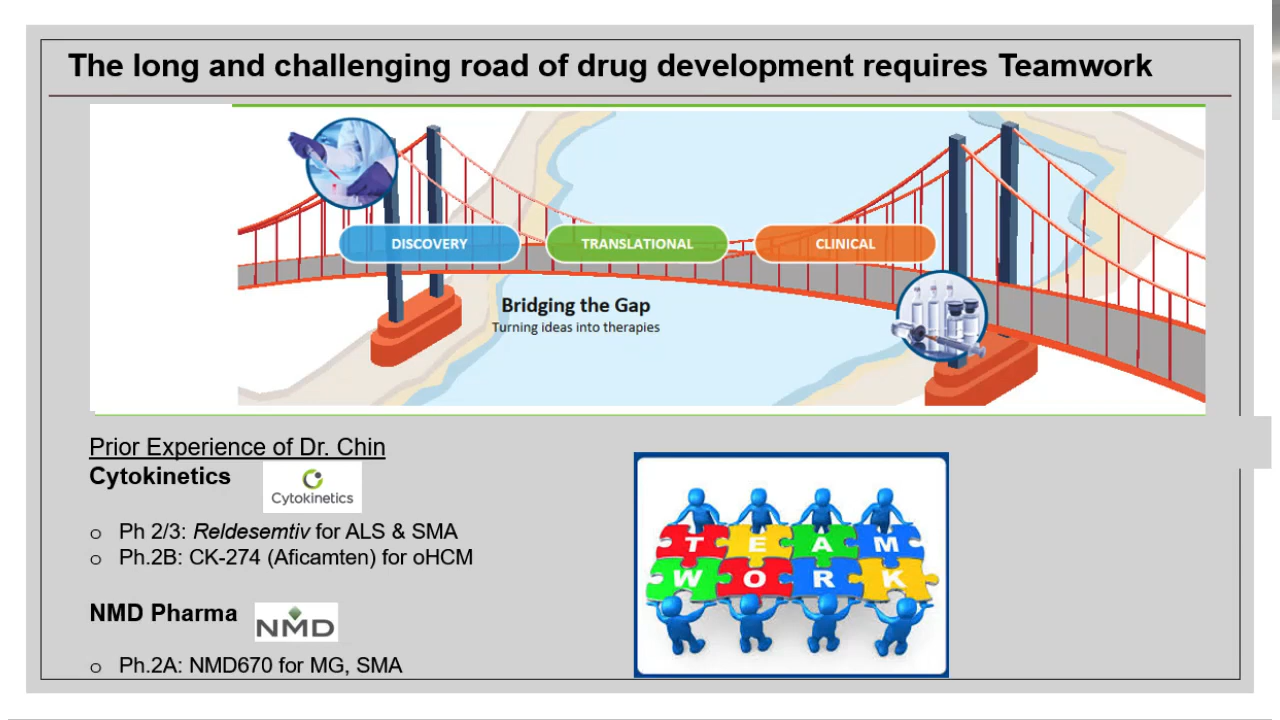 The long and challenging road of drug development requires Teamwork
DISCOVERY
TRANSLATIONAL
CLINICAL
Bridging the Gap
Turning ideas into therapies
Prior Experience of Dr. Chin
Cytokinetics
Cytokinetics
o Ph 2/3: Reldesemtiv for ALS & SMA
o Ph.2B: CK-274 (Aficamten) for oHCM
NMD Pharma
NMD
o Ph.2A: NMD670 for MG, SMA
TEAM
WORK